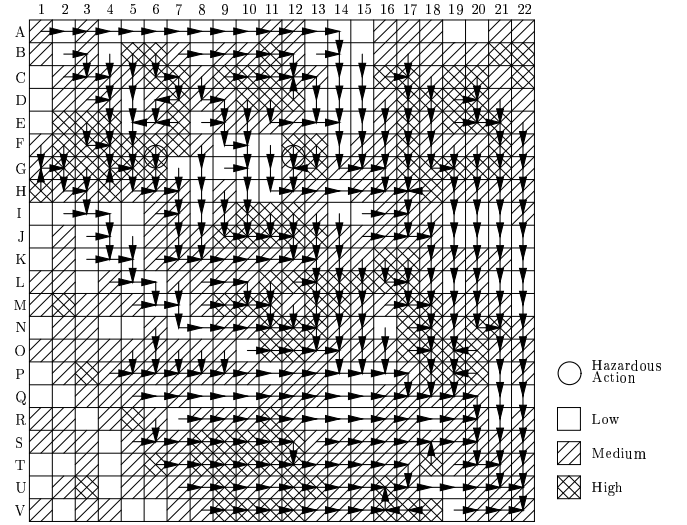 1 2 3 4 5 6 7 8 9 10 11 12 13 14 15 16 17 18 19 20 21 22
A
B
C
D
E
F
G
H
I
J
K
L
M
N
O
P
Q
R
S
T
U
V
Hazardous
Action
Low
Medium
High